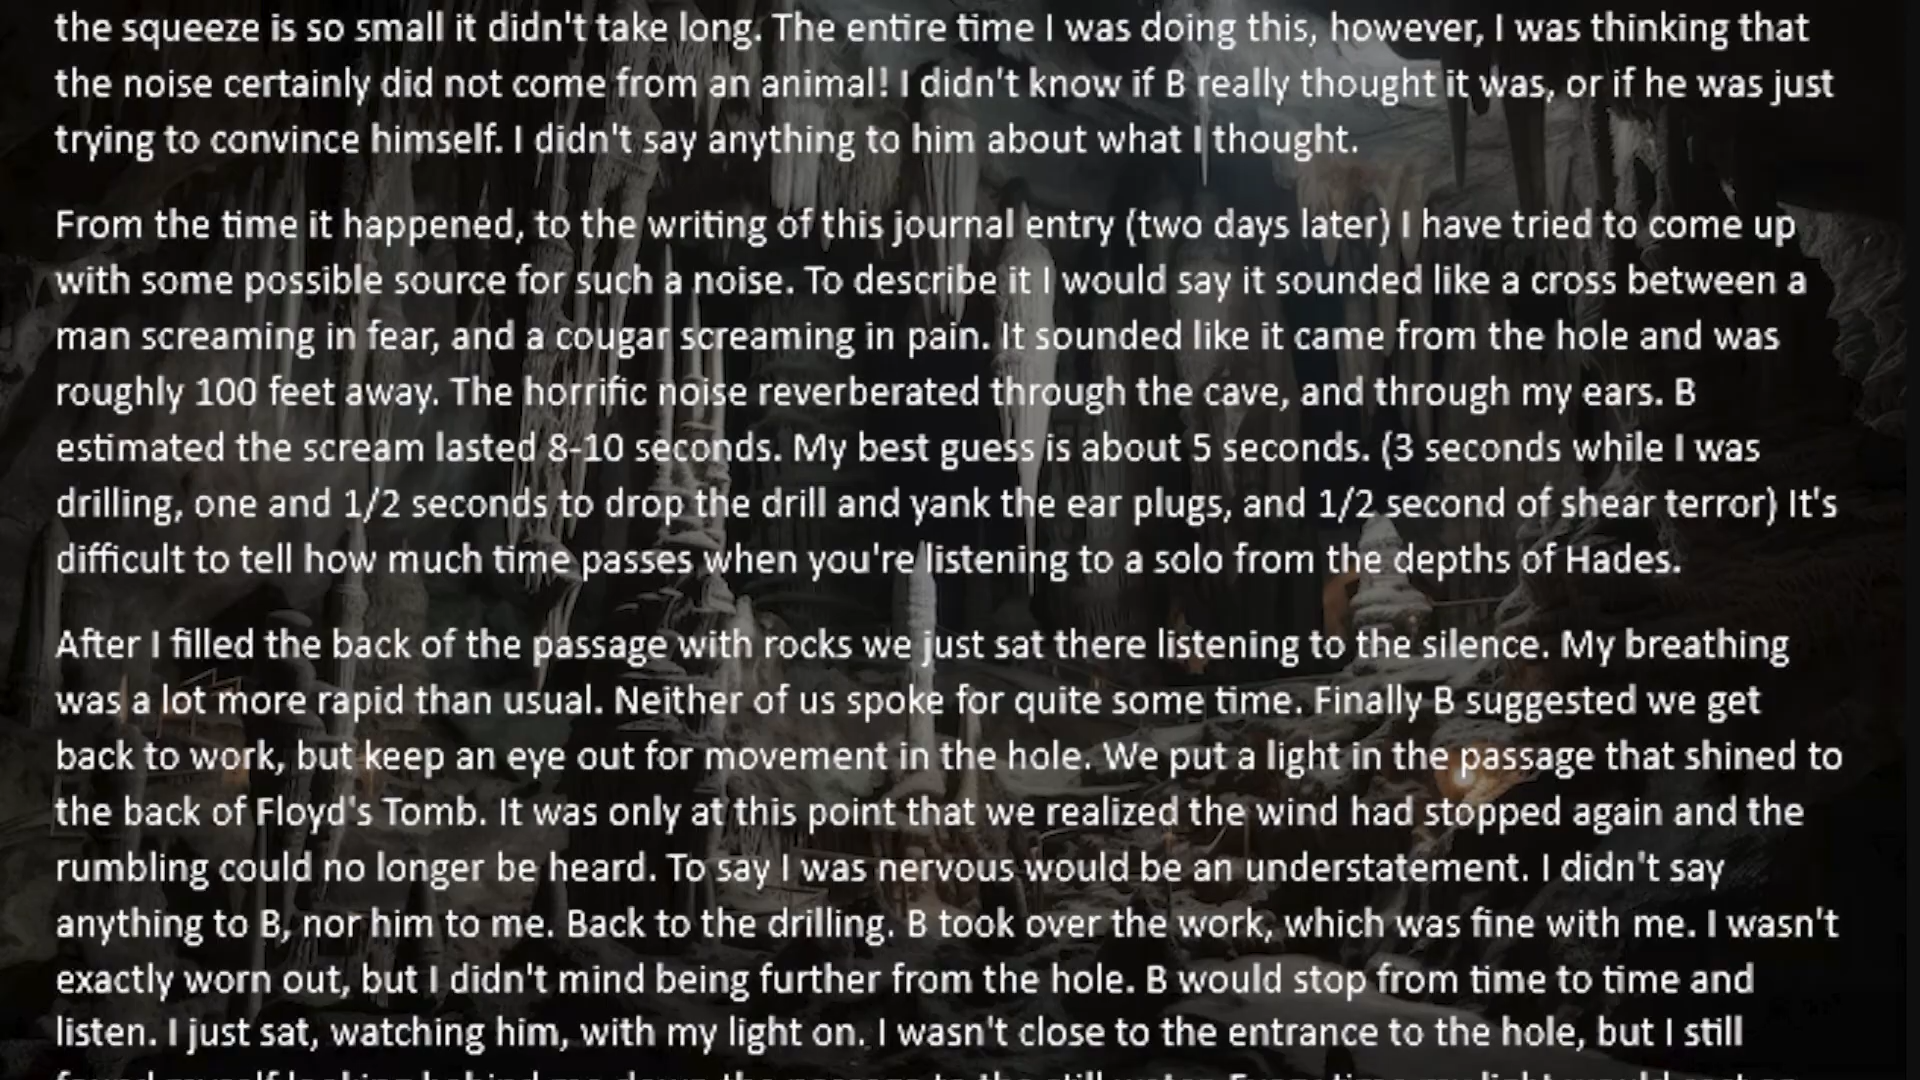 the squeeze is so small it didn't take long. The entire time I was doing this, however, I was thinking that
the noise certainly did not come from an animal! I didn't know if B really thought it was, or if he was just
trying to convince himself. I didn't say anything to him about what I thought.
From the time it happened, to the writing of this journal entry (two days later) I have tried to come up
with some possible source for such a noise. To describe it I would say it sounded like a cross between a
man screaming in fear, and a cougar screaming in pain. It sounded like it came from the hole and was
roughly 100 feet away. The horrific noise reverberated through the cave, and through my ears. B
estimated the scream lasted 8-10 seconds. My best guess is about 5 seconds. (3 seconds while I was
drilling, one and 1/2 seconds to drop the drill and yank the ear plugs, and 1/2 second of shear terror) It's
difficult to tell how much time passes when you're listening to a solo from the depths of Hades.
After I filled the back of the passage with rocks we just sat there listening to the silence. My breathing
was a lot more rapid than usual. Neither of us spoke for quite some time. Finally B suggested we get
back to work, but keep an eye out for movement in the hole. We put a light in the passage that shined to
the back of Floyd's Tomb. It was only at this point that we realized the wind had stopped again and the
rumbling could no longer be heard. To say I was nervous would be an understatement. I didn't say
anything to B, nor him to me. Back to the drilling. B took over the work, which was fine with me. I wasn't
exactly worn out, but I didn't mind being further from the hole. B would stop from time to time and
listen. I just sat, watching him, with my light on. I wasn't close to the entrance to the hole, but I still